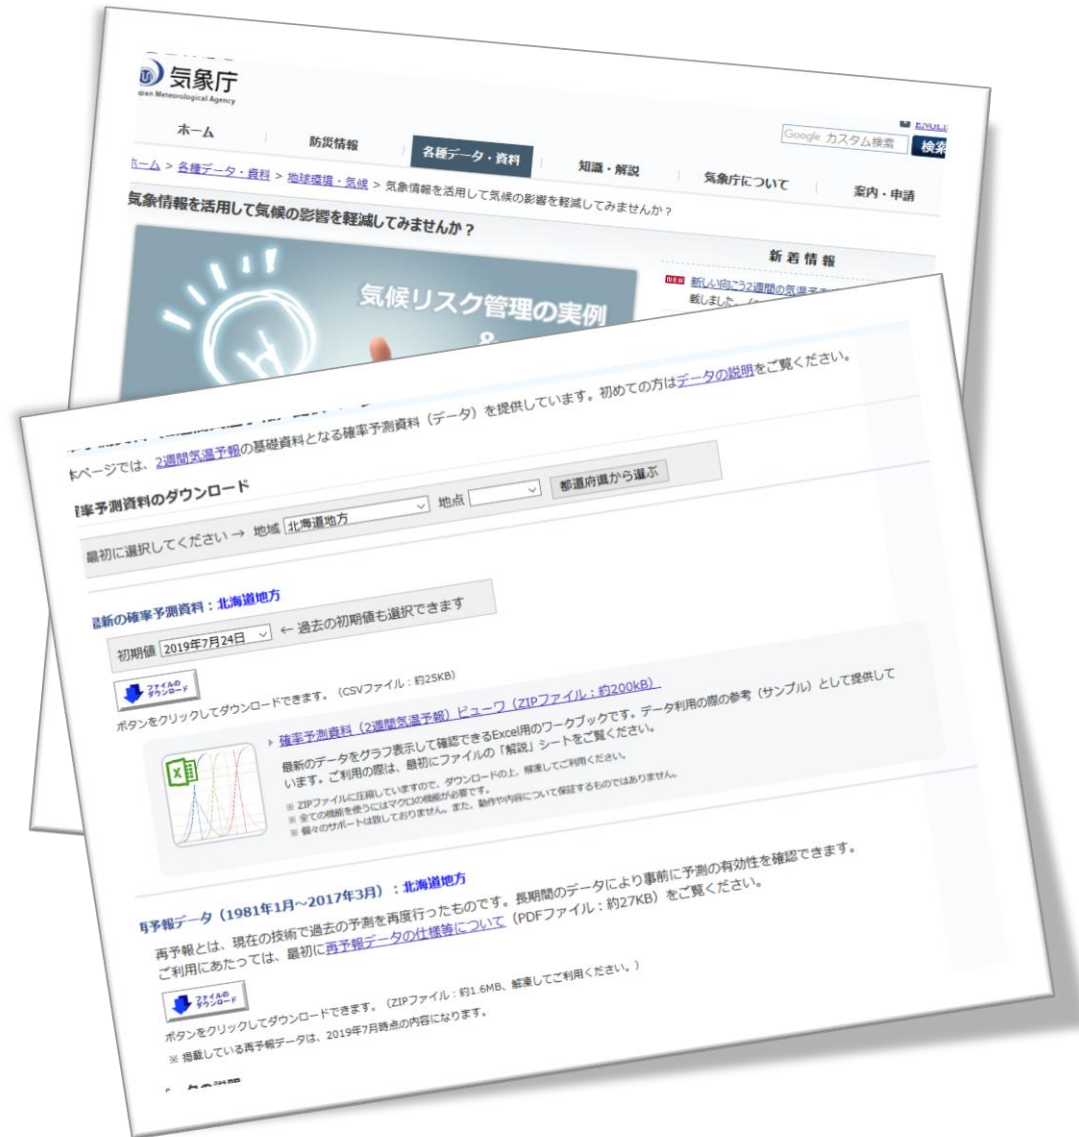 気象庁
Japan Meteorological Agency
Google カスタム検索
ホーム
防災情報
各種データ・資料
知識・解説
気象庁について
案内・申請
ホーム > 各種データ・資料 > 地球環境・気候 > 気象情報を活用して気候の影響を軽減してみませんか？
気象情報を活用して気候の影響を軽減してみませんか？
気候リスク管理の実例
&
新着情報
NEW 新しい向こう2週間の気温予
載しました。
本ページでは、2週間気温予報の基礎資料となる確率予測資料（データ）を提供しています。初めての方はデータの説明をご覧ください。
確率予測資料のダウンロード
最初に選択してください→ 地域 北海道地方 地点 都道府県から選ぶ
最新の確率予測資料：北海道地方
初期値 2019年7月24日 ← 過去の初期値も選択できます
ファイルの
ダウンロード
ボタンをクリックしてダウンロードできます。（CSVファイル：約25KB）
確率予測資料（2週間気温予報）ビューワ（ZIPファイル：約200kB）
最新のデータをグラフ表示して確認できるExcel用のワークブックです。データ利用の際の参考（サンプル）として提供して
います。ご利用の際は、最初にファイルの「解説」シートをご覧ください。
※ ZIPファイルに圧縮していますので、ダウンロードの上、解凍してご利用ください。
※ 全ての機能を使うにはマクロの機能が必要です。
※ 個々のサポートは致しておりません。また、動作や内容について保証するものではありません。
再予報データ（1981年1月～2017年3月）：北海道地方
再予報とは、現在の技術で過去の予測を再度行ったものです。長期間のデータにより事前に予測の有効性を確認できます。
ご利用にあたっては、最初に再予報データの仕様等について（PDFファイル：約27KB）をご覧ください。
ファイルの
ダウンロード
ボタンをクリックしてダウンロードできます。（ZIPファイル：約1.6MB、解凍してご利用ください。）
※ 掲載している再予報データは、2019年7月時点の内容になります。